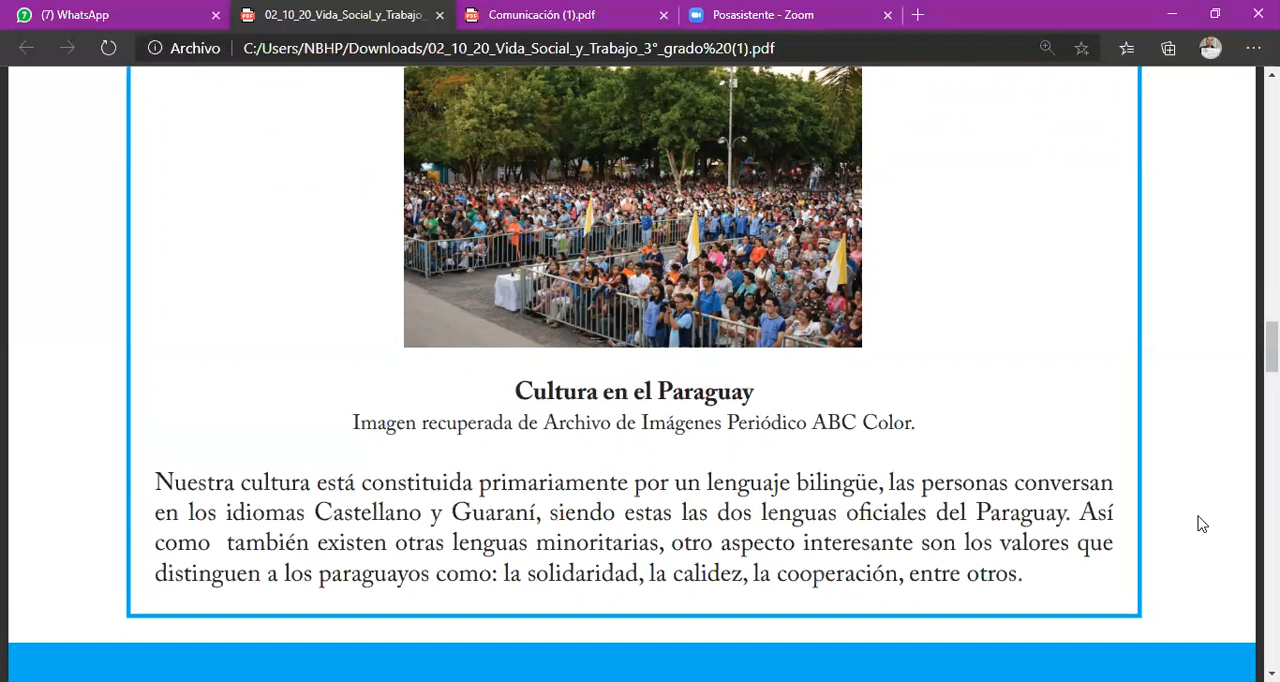 (7) WhatsApp
02_10_20_Vida_Social_y_Trabajo_
Comunicación (1).pdf
Posasistente - Zoom
Archivo
C:/Users/NBHP/Downloads/02_10_20_Vida_Social_y_Trabajo_3°_grado%20(1).pdf
Cultura en el Paraguay
Imagen recuperada de Archivo de Imágenes Periódico ABC Color.
Nuestra cultura está constituida primariamente por un lenguaje bilingüe, las personas conversan
en los idiomas Castellano y Guaraní, siendo estas las dos lenguas oficiales del Paraguay. Así
como también existen otras lenguas minoritarias, otro aspecto interesante son los valores que
distinguen a los paraguayos como: la solidaridad, la calidez, la cooperación, entre otros.